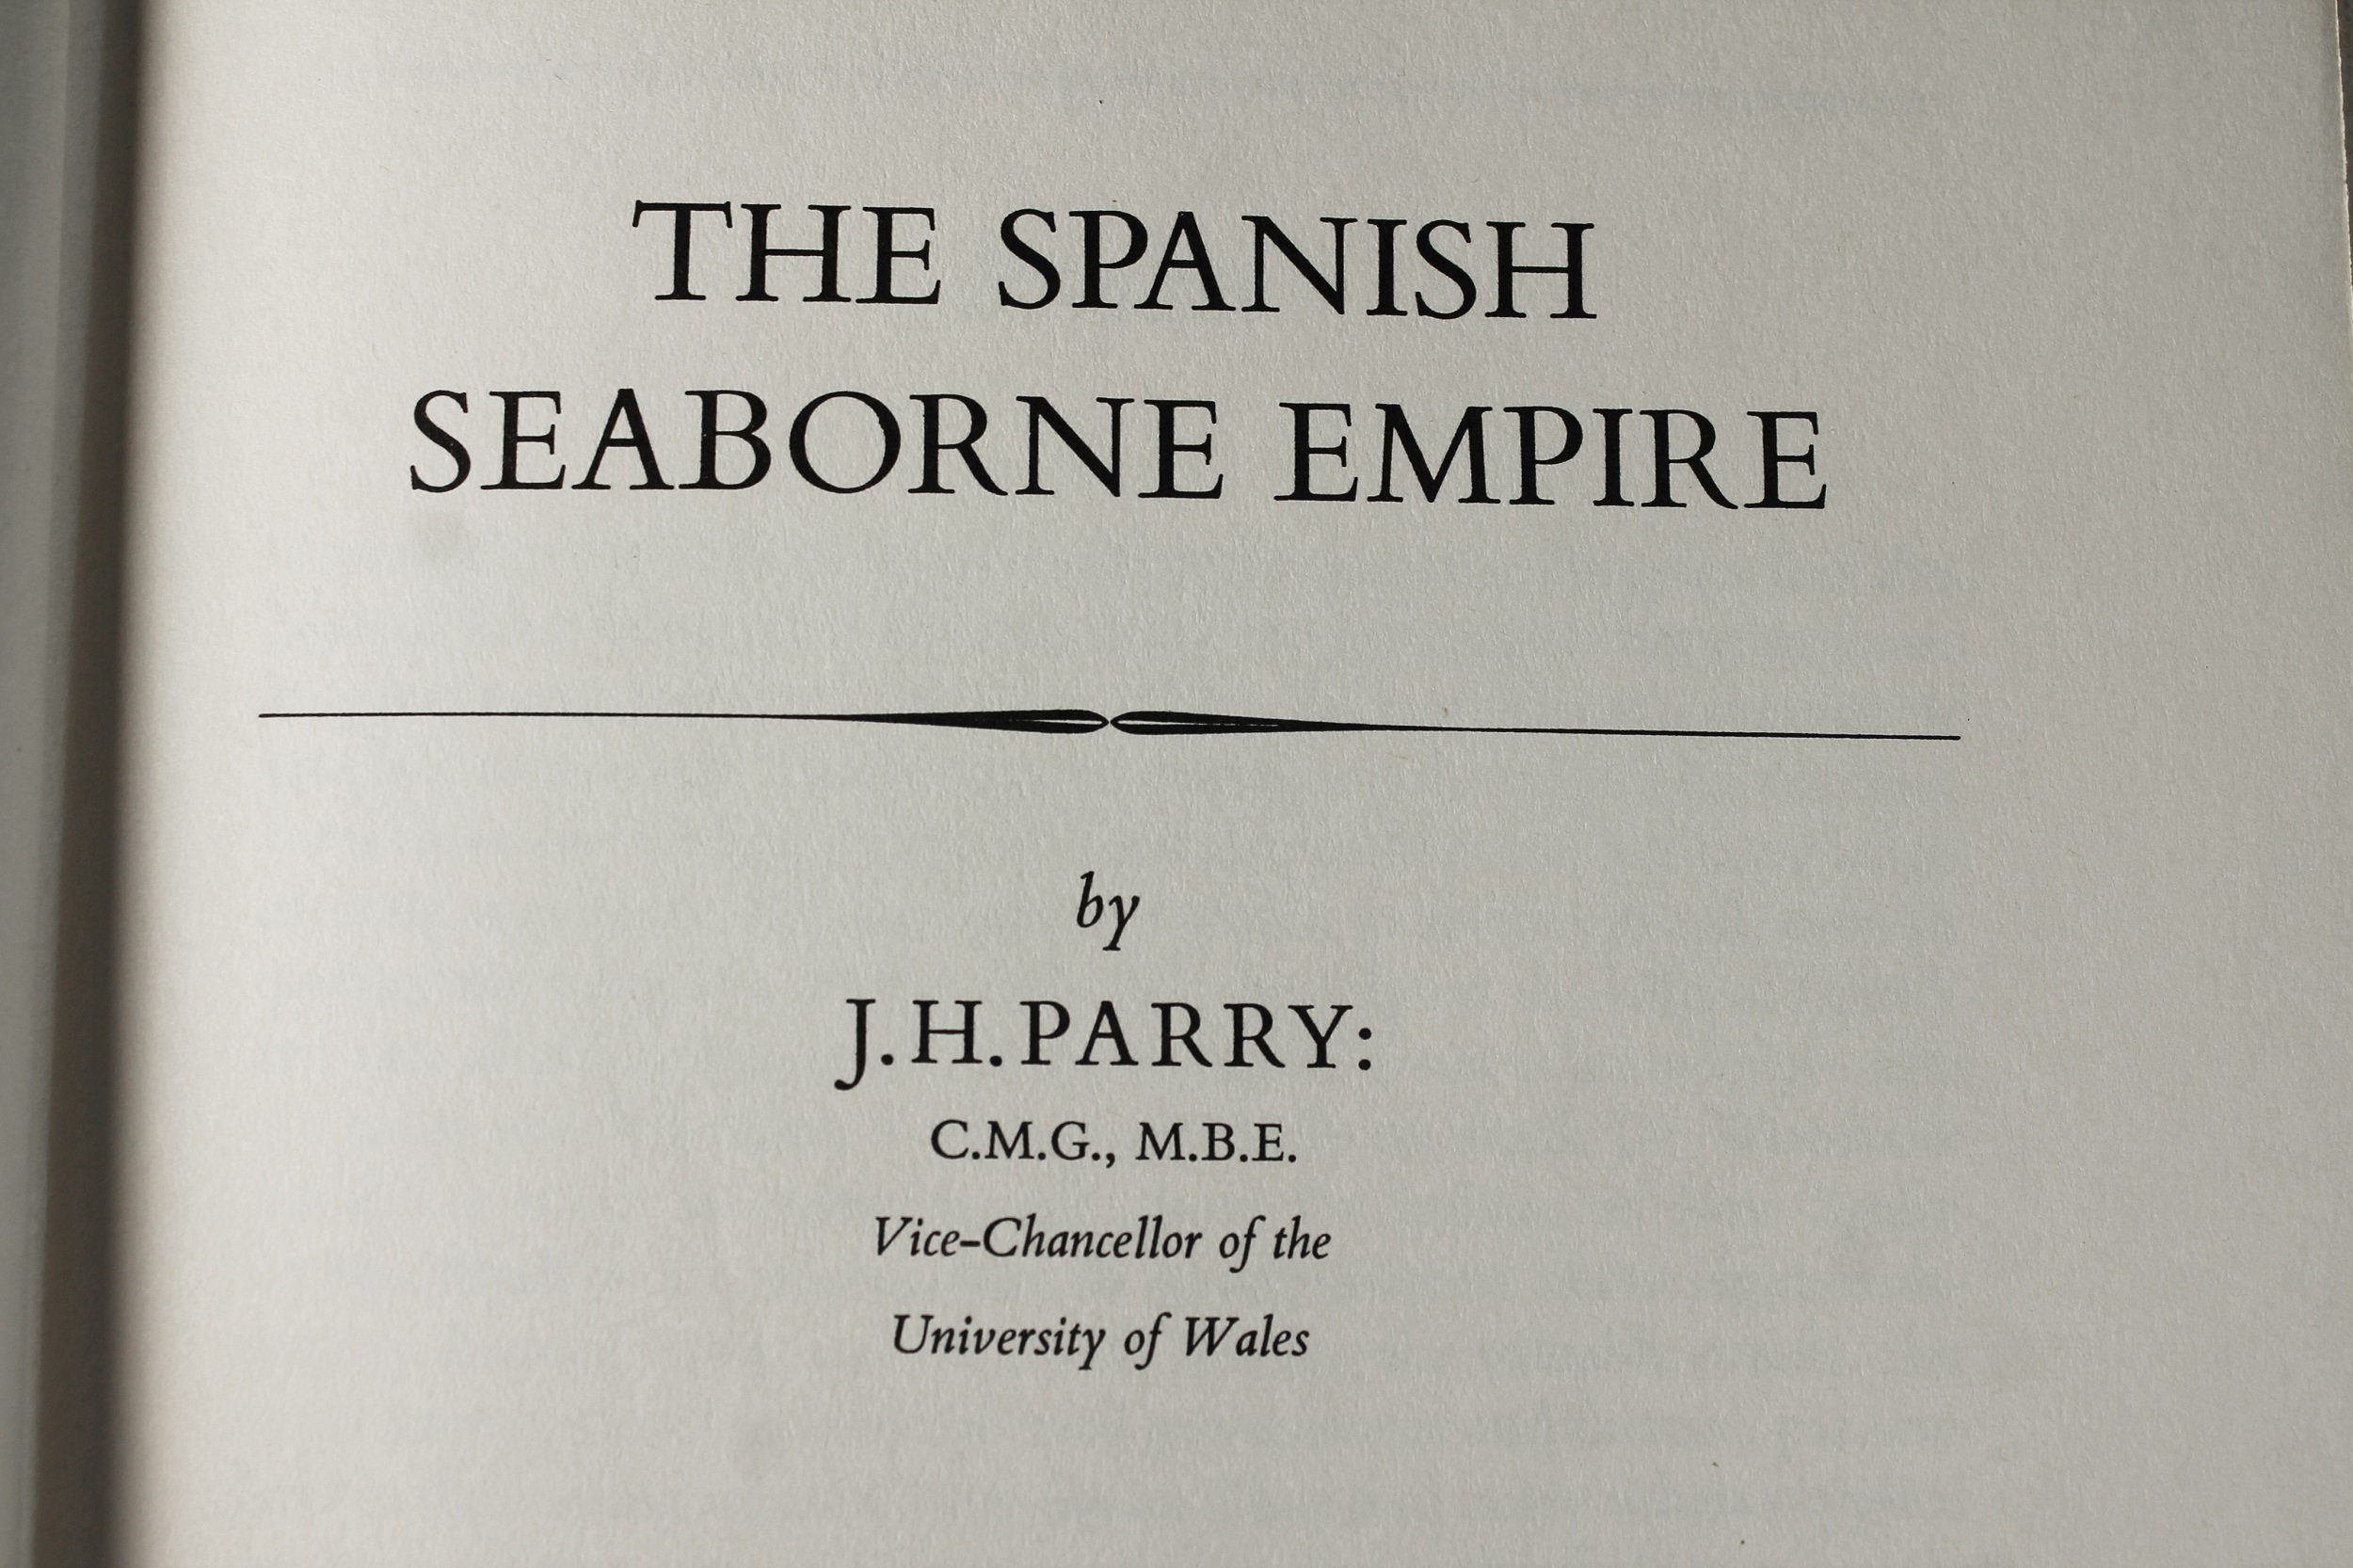 THE SPANISH
SEABORNE EMPIRE
by
J.H.PARRY:
C.M.G., M.B.E.
Vice-Chancellor of the
University of Wales